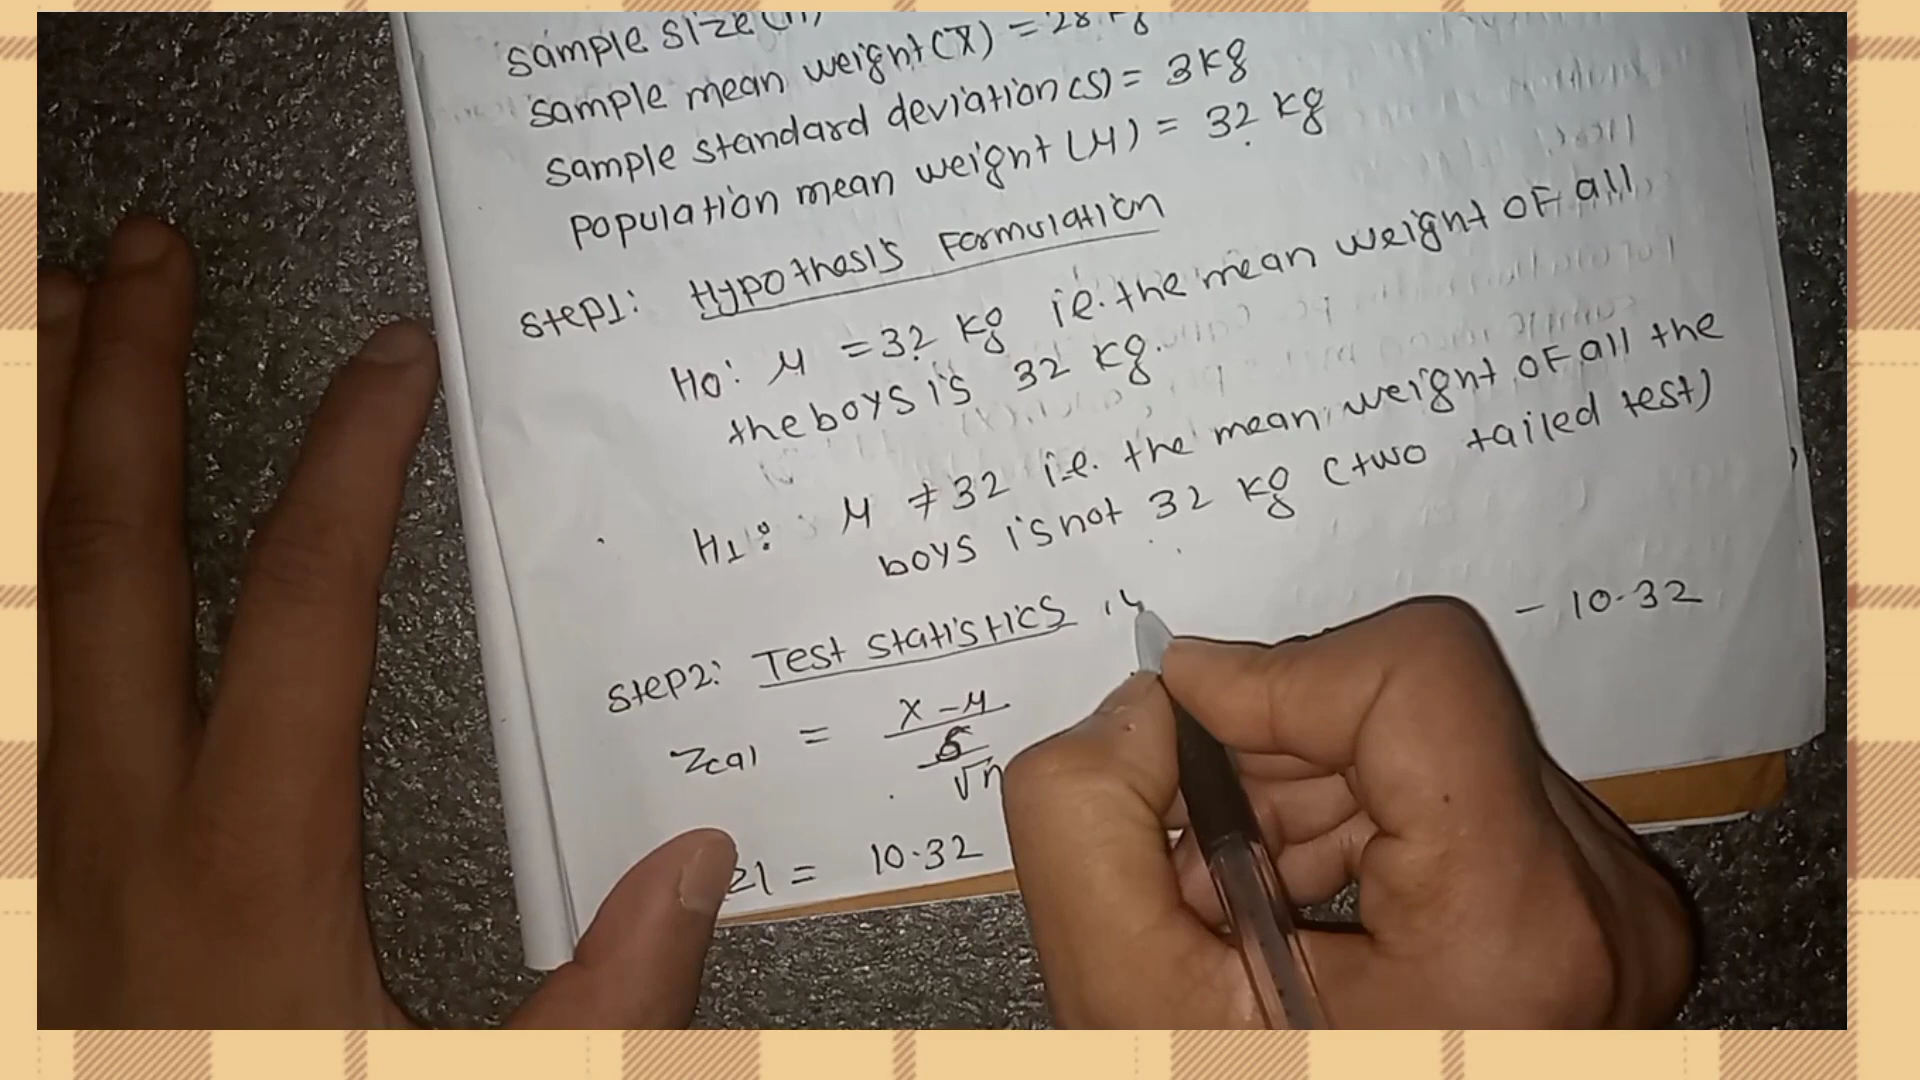 sample size (n)
sample mean weight (x̄) = 28 kg
sample standard deviation (s) = 3kg
population mean weight (μ) = 32 kg
Step1: Hypothasis Formulation
H0: μ = 32 kg i.e. the mean weight of all
the boys is 32 kg.
H1: μ ≠ 32 i.e. the mean weight of all the
boys is not 32 kg (two tailed test)
Step2: Test statistics
Zcal = x - μ
s
√n
- 10.32
= 10.32